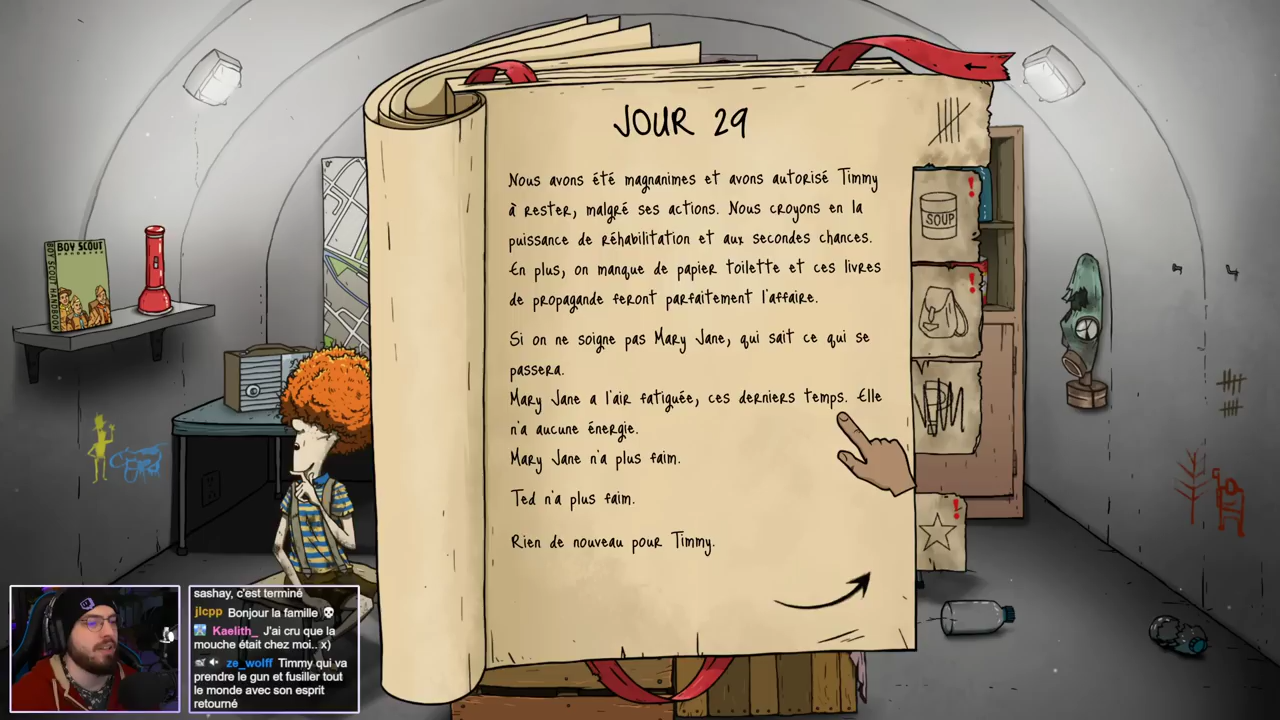 JOUR 29
Nous avons été magnanimes et avons autorisé Timmy
à rester, malgré ses actions. Nous croyons en la
puissance de réhabilitation et aux secondes chances.
En plus, on manque de papier toilette et ces livres
de propagande feront parfaitement l'affaire.
Si on ne soigne pas Mary Jane, qui sait ce qui se
passera.
Mary Jane a l'air fatiguée, ces derniers temps. Elle
n'a aucune énergie.
Mary Jane n'a plus faim.
Ted n'a plus faim.
Rien de nouveau pour Timmy.
SOUP
BOY SCOUT
BOY SCOUT HANDBOOK
sashay, c'est terminé
jlcpp Bonjour la famille 💀
Kaelith_ J'ai cru que la
mouche était chez moi.. x)
ze_wolff Timmy qui va
prendre le gun et fusiller tout
le monde avec son esprit
retourné